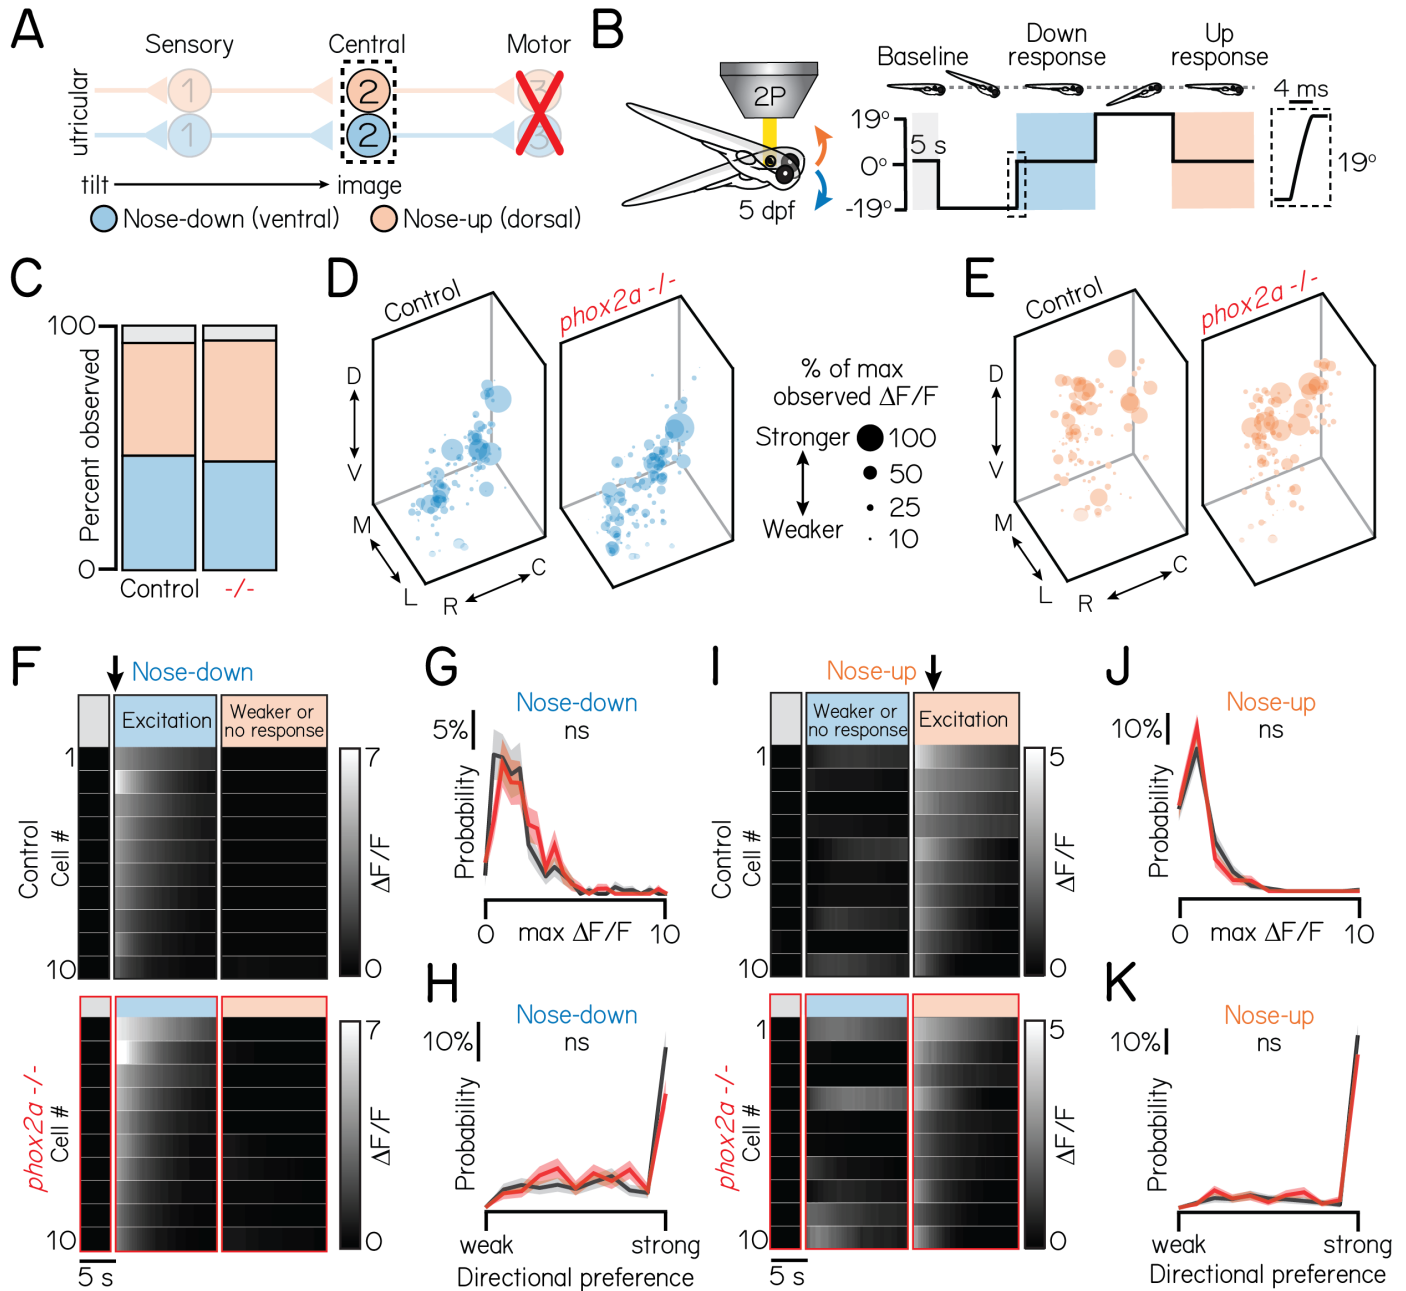 A
Sensory
Central
Motor
utricular
1
2
3
1
2
3
tilt
image
Nose-down (ventral)
Nose-up (dorsal)
B
2P
5 dpf
Baseline
Down
response
Up
response
19°
0°
-19°
5 s
4 ms
19°
C
100
Percent observed
0
Control
-/-
D
Control
phox2a -/-
D
V
M
L
R
C
% of max
observed ΔF/F
Stronger
Weaker
100
50
25
10
E
Control
phox2a -/-
D
V
M
L
R
C
F
Nose-down
Excitation
Weaker or
no response
1
10
Control
Cell #
7
0
ΔF/F
phox2a -/-
Cell #
1
10
7
0
ΔF/F
5 s
G
Nose-down
ns
5%
Probability
0
max ΔF/F
10
H
Nose-down
ns
10%
Probability
weak
strong
Directional preference
I
Nose-up
Weaker or
no response
Excitation
1
10
Control
Cell #
5
0
ΔF/F
phox2a -/-
Cell #
1
10
5
0
ΔF/F
5 s
J
Nose-up
ns
10%
Probability
0
max ΔF/F
10
K
Nose-up
ns
10%
Probability
weak
strong
Directional preference